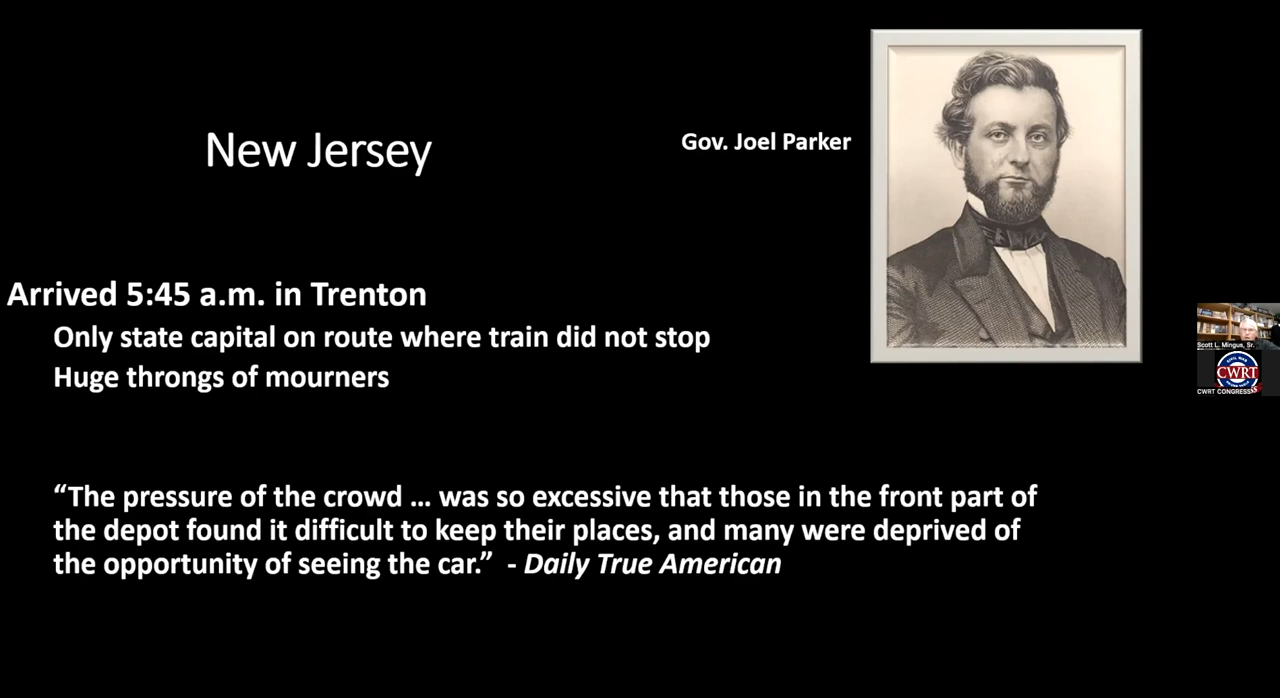 New Jersey
Gov. Joel Parker
Arrived 5:45 a.m. in Trenton
Only state capital on route where train did not stop
Huge throngs of mourners
“The pressure of the crowd ... was so excessive that those in the front part of
the depot found it difficult to keep their places, and many were deprived of
the opportunity of seeing the car.”  - Daily True American
Scott L. Mingus, Sr.
CIVIL WAR
CWRT
CWRT CONGRESS